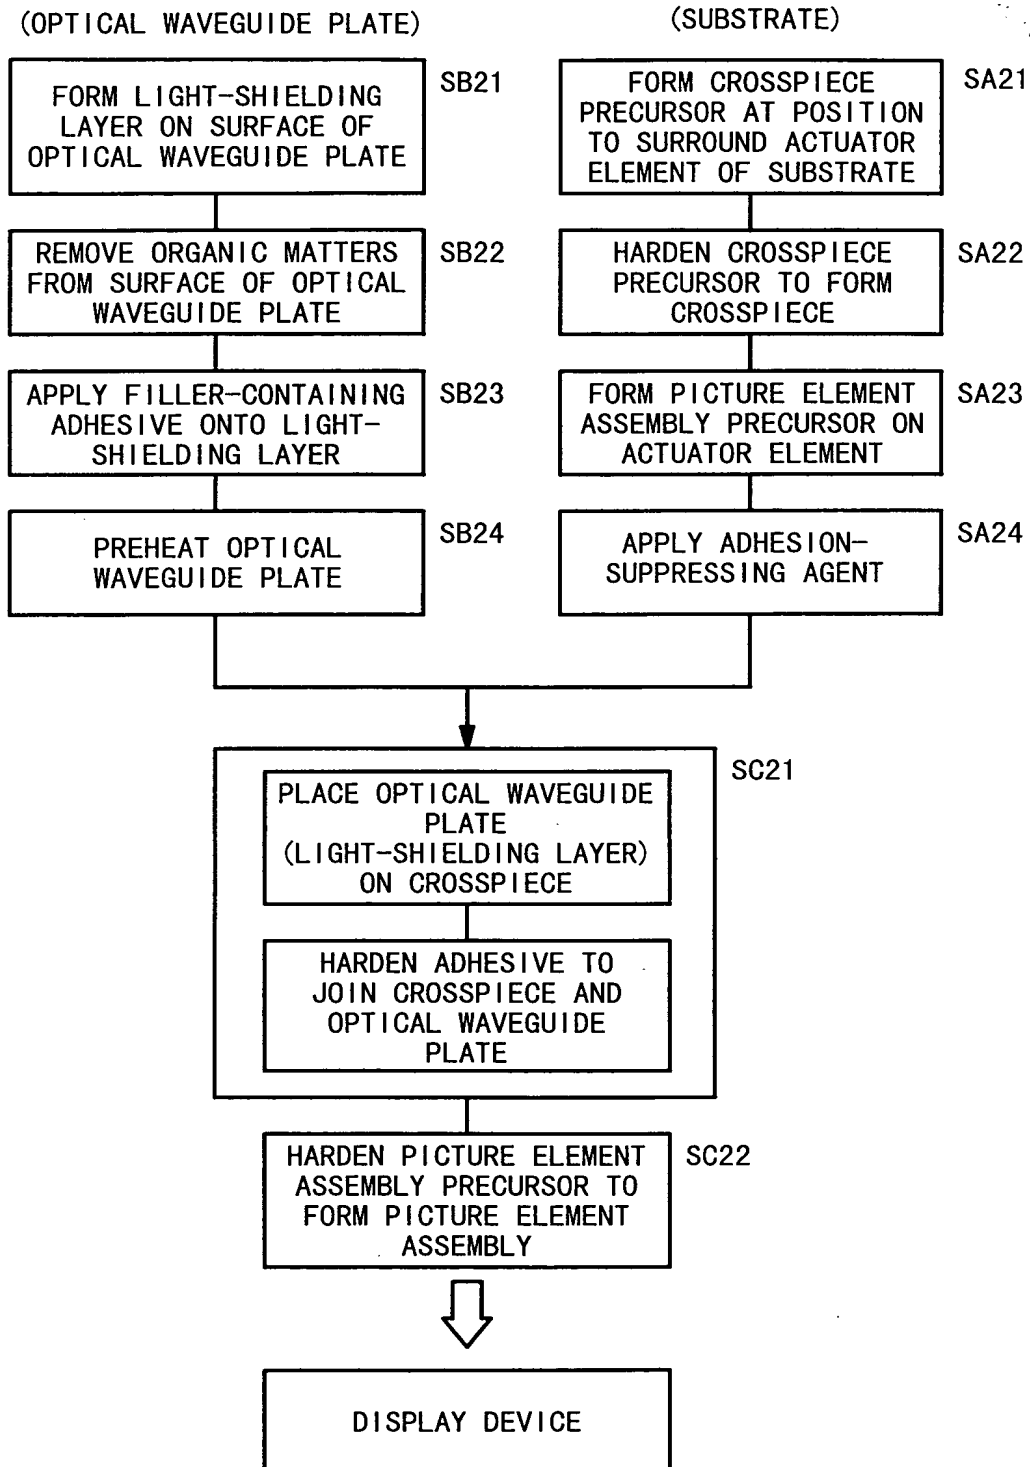 (OPTICAL WAVEGUIDE PLATE)
FORM LIGHT-SHIELDING
LAYER ON SURFACE OF
OPTICAL WAVEGUIDE PLATE
SB21
REMOVE ORGANIC MATTERS
FROM SURFACE OF OPTICAL
WAVEGUIDE PLATE
SB22
APPLY FILLER-CONTAINING
ADHESIVE ONTO LIGHT-
SHIELDING LAYER
SB23
PREHEAT OPTICAL
WAVEGUIDE PLATE
SB24
(SUBSTRATE)
FORM CROSSPIECE
PRECURSOR AT POSITION
TO SURROUND ACTUATOR
ELEMENT OF SUBSTRATE
SA21
HARDEN CROSSPIECE
PRECURSOR TO FORM
CROSSPIECE
SA22
FORM PICTURE ELEMENT
ASSEMBLY PRECURSOR ON
ACTUATOR ELEMENT
SA23
APPLY ADHESION-
SUPPRESSING AGENT
SA24
SC21
PLACE OPTICAL WAVEGUIDE
PLATE
(LIGHT-SHIELDING LAYER)
ON CROSSPIECE
HARDEN ADHESIVE TO
JOIN CROSSPIECE AND
OPTICAL WAVEGUIDE
PLATE
HARDEN PICTURE ELEMENT
ASSEMBLY PRECURSOR TO
FORM PICTURE ELEMENT
ASSEMBLY
SC22
DISPLAY DEVICE